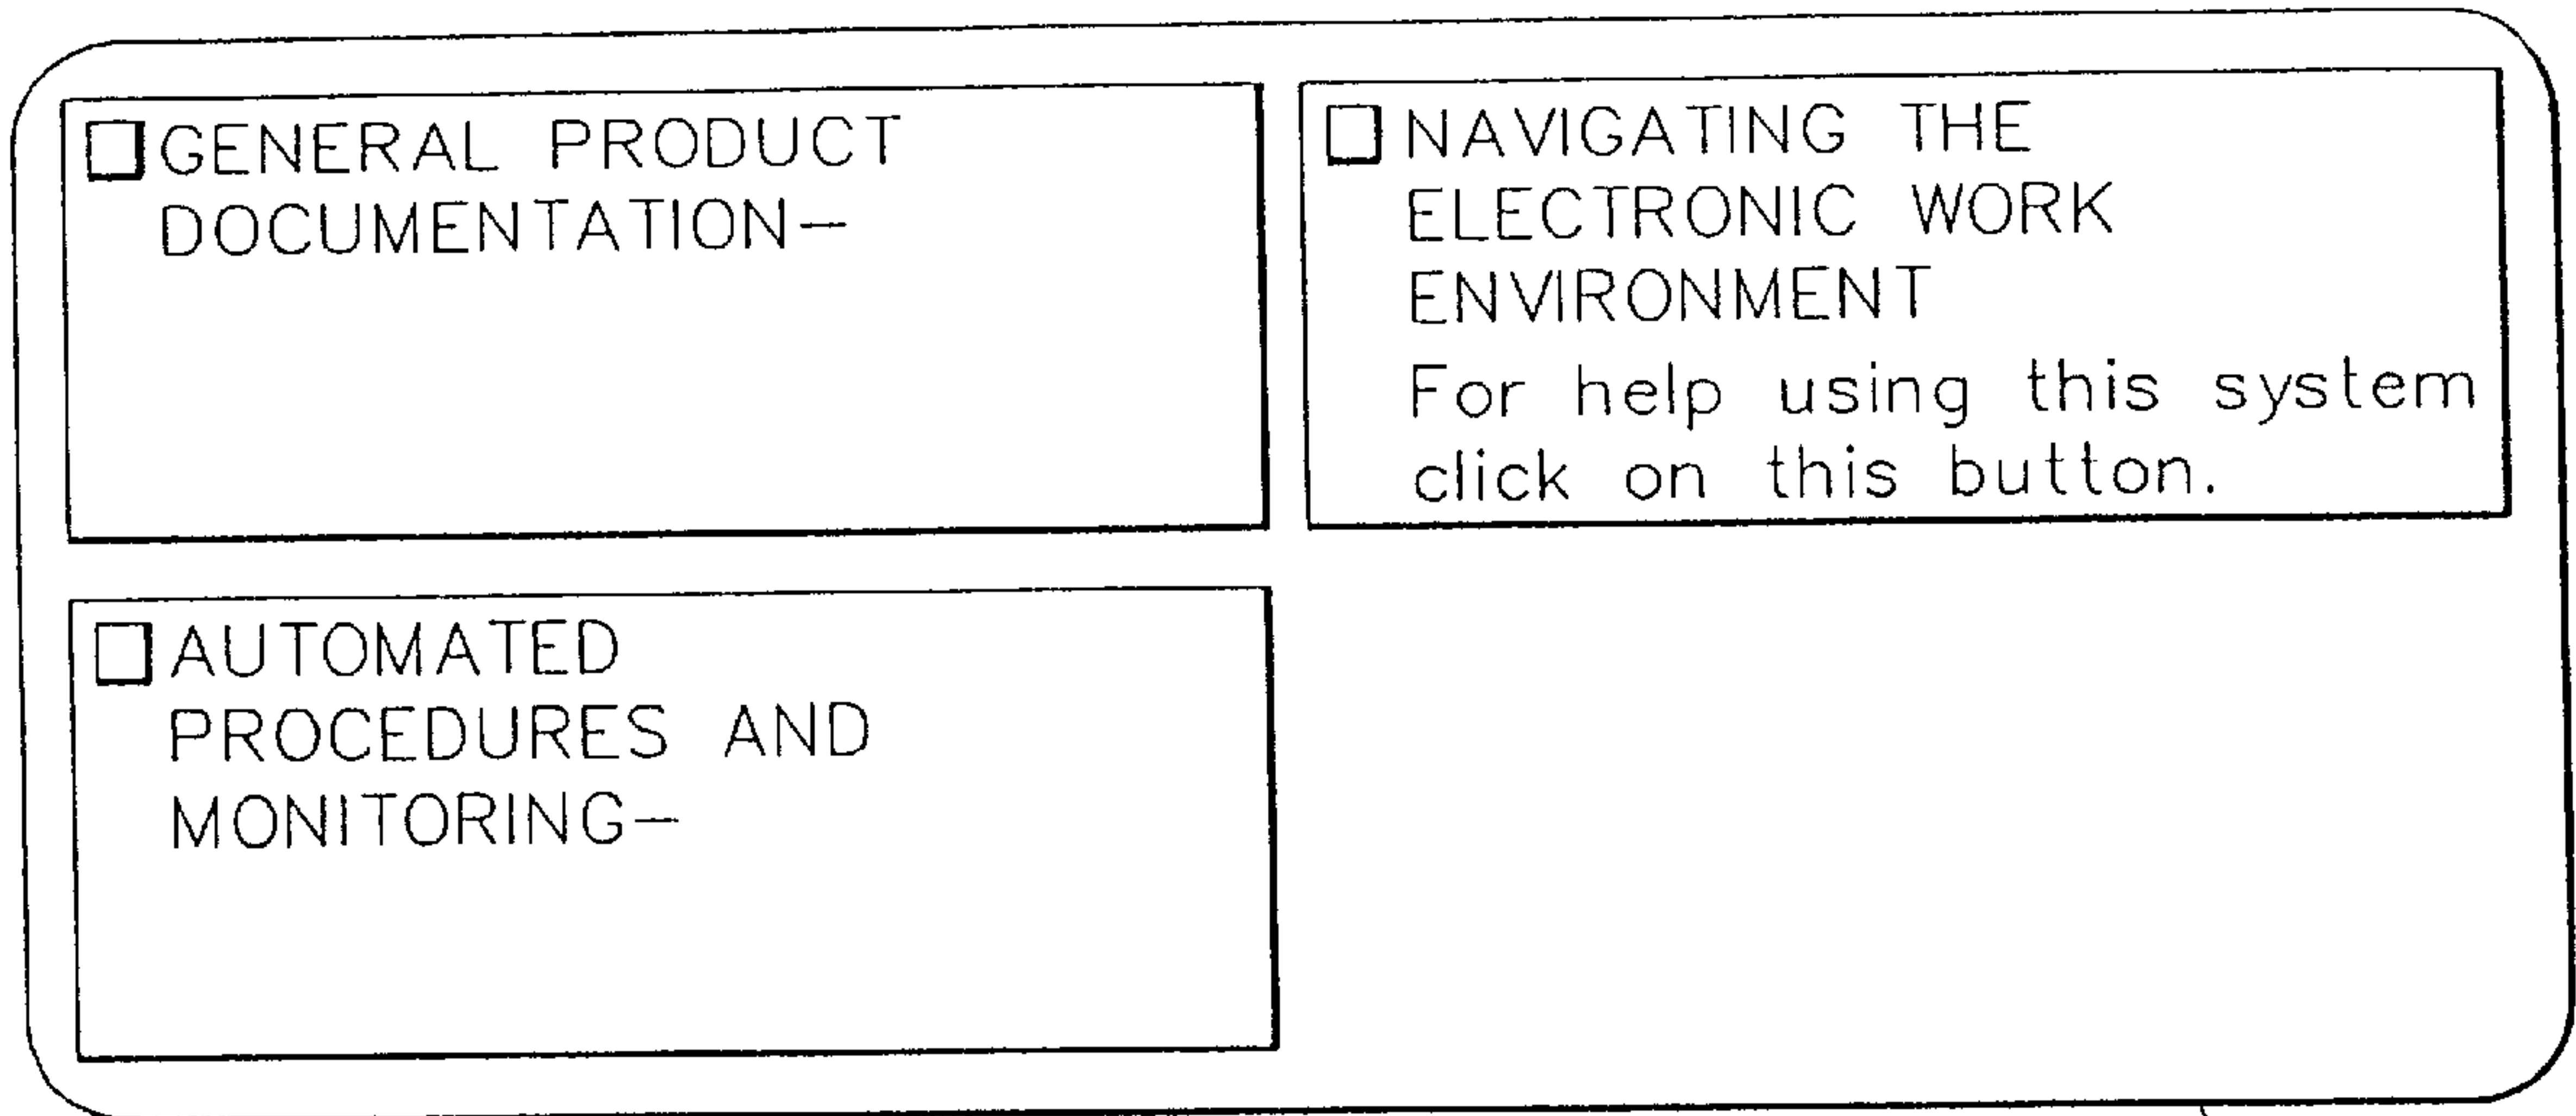 GENERAL PRODUCT
DOCUMENTATION—
NAVIGATING THE
ELECTRONIC WORK
ENVIRONMENT
For help using this system
click on this button.
AUTOMATED
PROCEDURES AND
MONITORING—